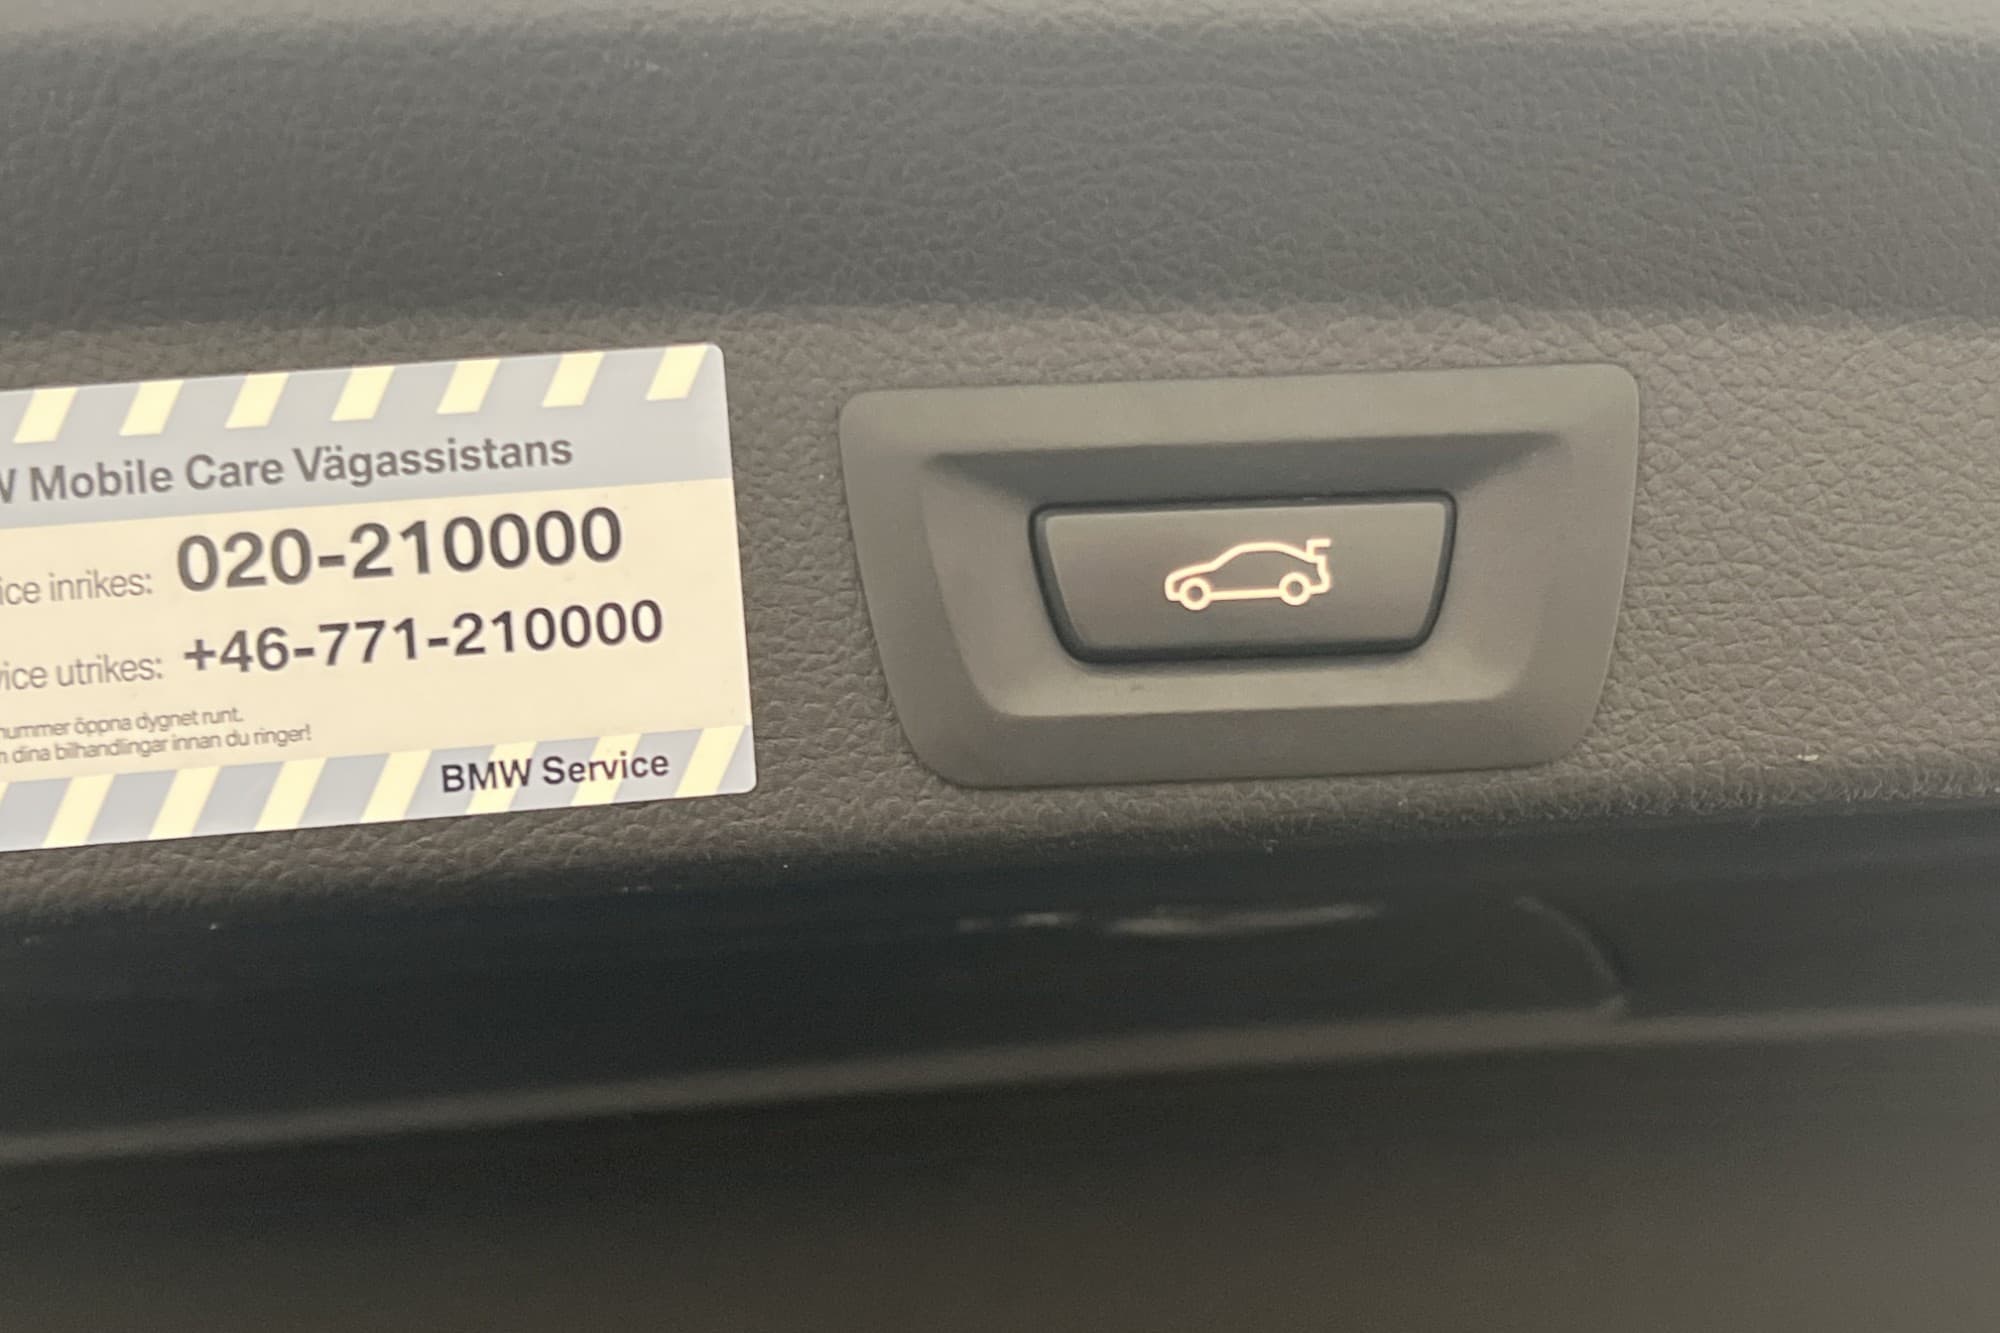 Mobile Care Vägassistans
inrikes: 020-210000
utrikes: +46-771-210000
öppna dygnet runt.
dina bilhandlingar innan du ringer!
BMW Service